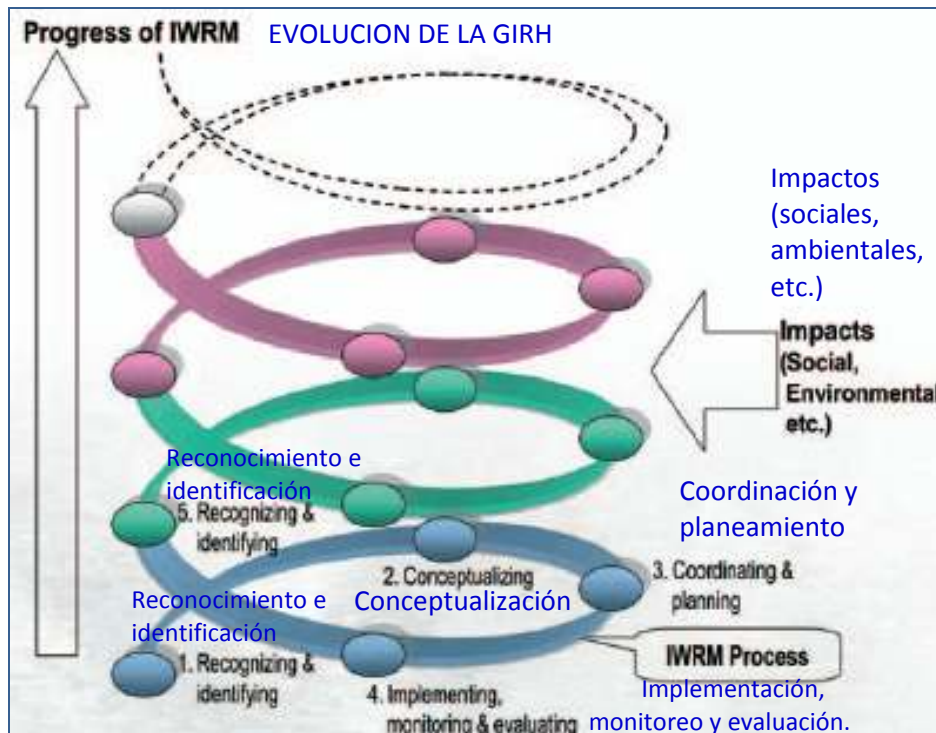 Progress of IWRM
EVOLUCION DE LA GIRH
Impactos
(sociales,
ambientales,
etc.)
Impacts
(Social,
Environmental
etc.)
Reconocimiento e
identificación
5. Recognizing &
identifying
Coordinación y
planeamiento
2. Conceptualizing
Conceptualización
3. Coordinating &
planning
Reconocimiento e
identificación
1. Recognizing &
identifying
IWRM Process
4. Implementing,
monitoring & evaluating
Implementación,
monitoreo y evaluación.